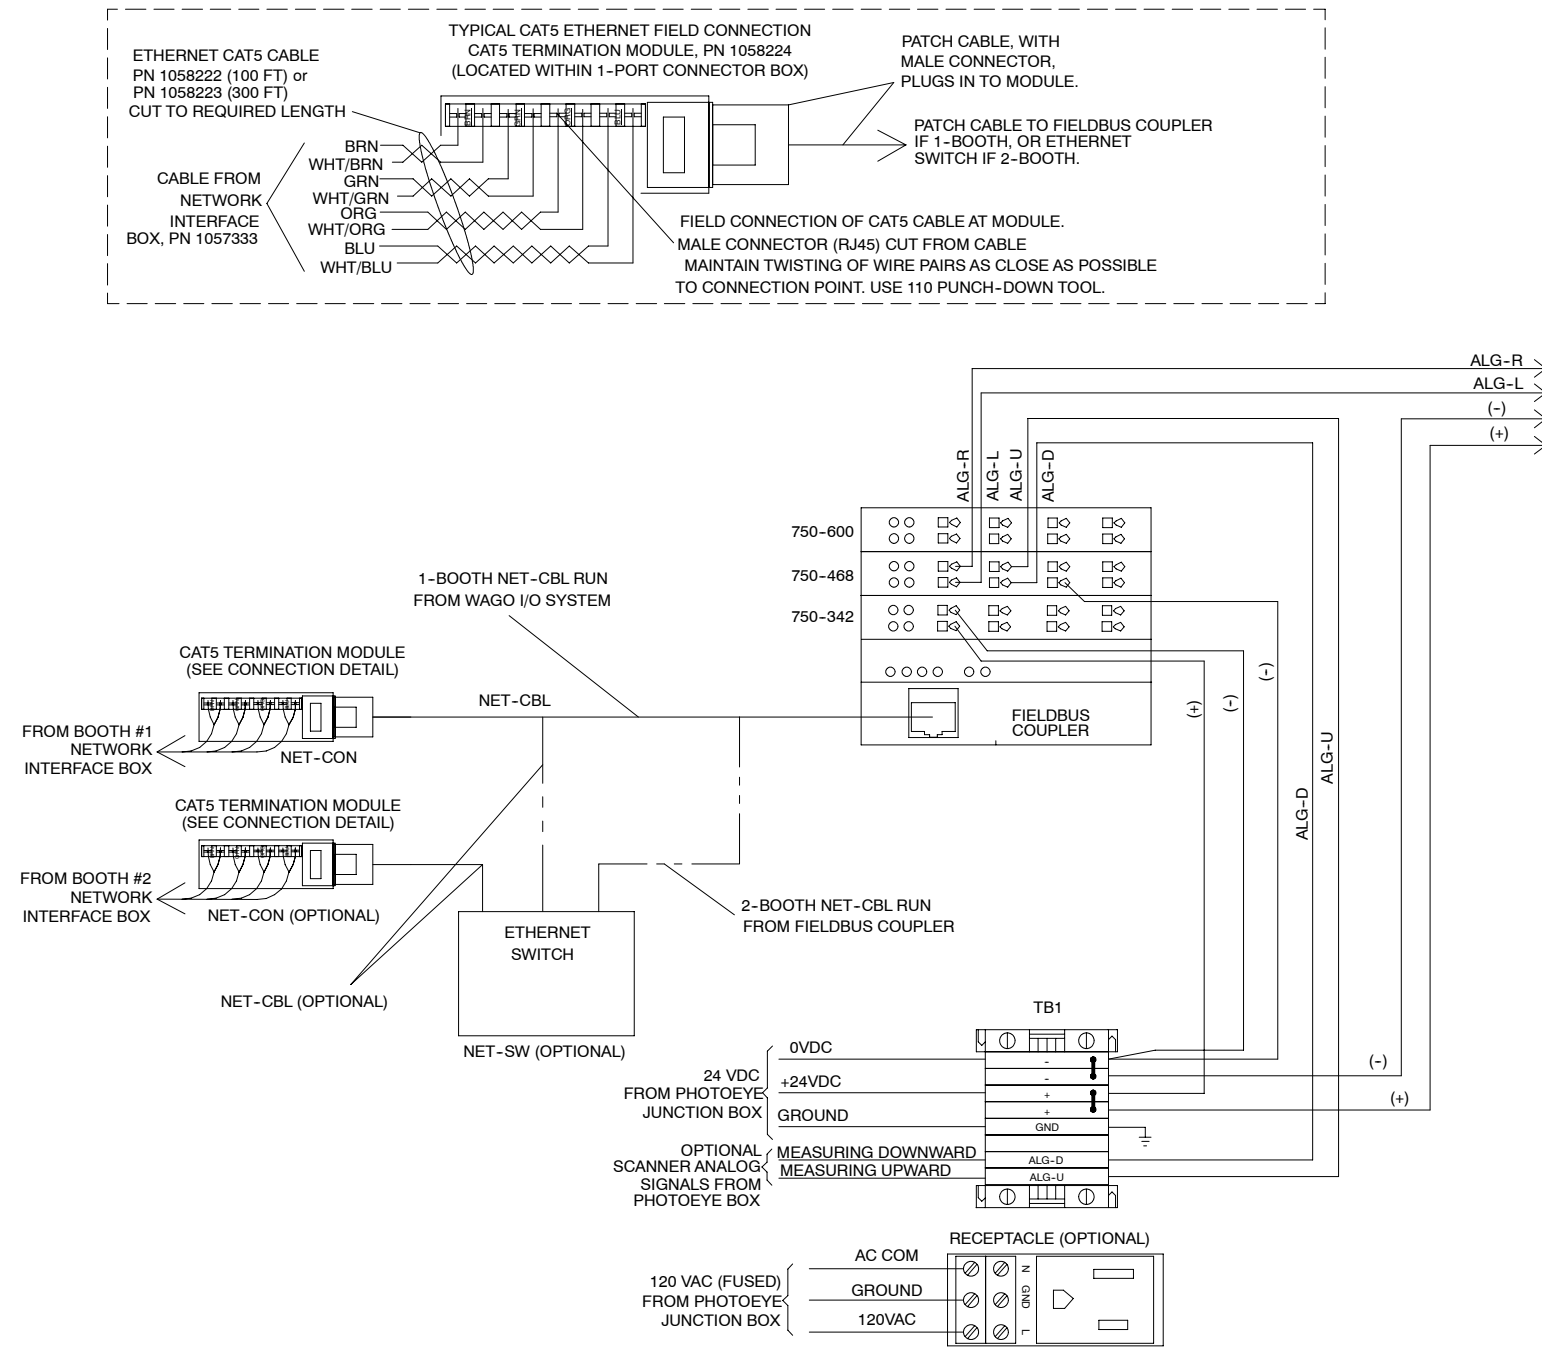 TYPICAL CAT5 ETHERNET FIELD CONNECTION
CAT5 TERMINATION MODULE, PN 1058224
(LOCATED WITHIN 1-PORT CONNECTOR BOX)
ETHERNET CAT5 CABLE
PN 1058222 (100 FT) or
PN 1058223 (300 FT)
CUT TO REQUIRED LENGTH
PATCH CABLE, WITH
MALE CONNECTOR,
PLUGS IN TO MODULE.
PATCH CABLE TO FIELDBUS COUPLER
IF 1-BOOTH, OR ETHERNET
SWITCH IF 2-BOOTH.
BRN
WHT/BRN
GRN
WHT/GRN
ORG
WHT/ORG
BLU
WHT/BLU
CABLE FROM
NETWORK
INTERFACE
BOX, PN 1057333
FIELD CONNECTION OF CAT5 CABLE AT MODULE.
MALE CONNECTOR (RJ45) CUT FROM CABLE
MAINTAIN TWISTING OF WIRE PAIRS AS CLOSE AS POSSIBLE
TO CONNECTION POINT. USE 110 PUNCH-DOWN TOOL.
ALG-R
ALG-L
(-)
(+)
ALG-R
ALG-L
ALG-U
ALG-D
750-600
750-468
750-342
FIELDBUS
COUPLER
1-BOOTH NET-CBL RUN
FROM WAGO I/O SYSTEM
CAT5 TERMINATION MODULE
(SEE CONNECTION DETAIL)
NET-CBL
FROM BOOTH #1
NETWORK
INTERFACE BOX
NET-CON
CAT5 TERMINATION MODULE
(SEE CONNECTION DETAIL)
FROM BOOTH #2
NETWORK
INTERFACE BOX
NET-CON (OPTIONAL)
ETHERNET
SWITCH
2-BOOTH NET-CBL RUN
FROM FIELDBUS COUPLER
NET-CBL (OPTIONAL)
NET-SW (OPTIONAL)
(+)
(-)
(-)
ALG-D
ALG-U
TB1
0VDC
+24VDC
GROUND
24 VDC
FROM PHOTOEYE
JUNCTION BOX
-
-
+
+
GND
ALG-D
ALG-U
(-)
(+)
OPTIONAL
SCANNER ANALOG
SIGNALS FROM
PHOTOEYE BOX
MEASURING DOWNWARD
MEASURING UPWARD
RECEPTACLE (OPTIONAL)
AC COM
GROUND
120VAC
120 VAC (FUSED)
FROM PHOTOEYE
JUNCTION BOX
N
GND
L